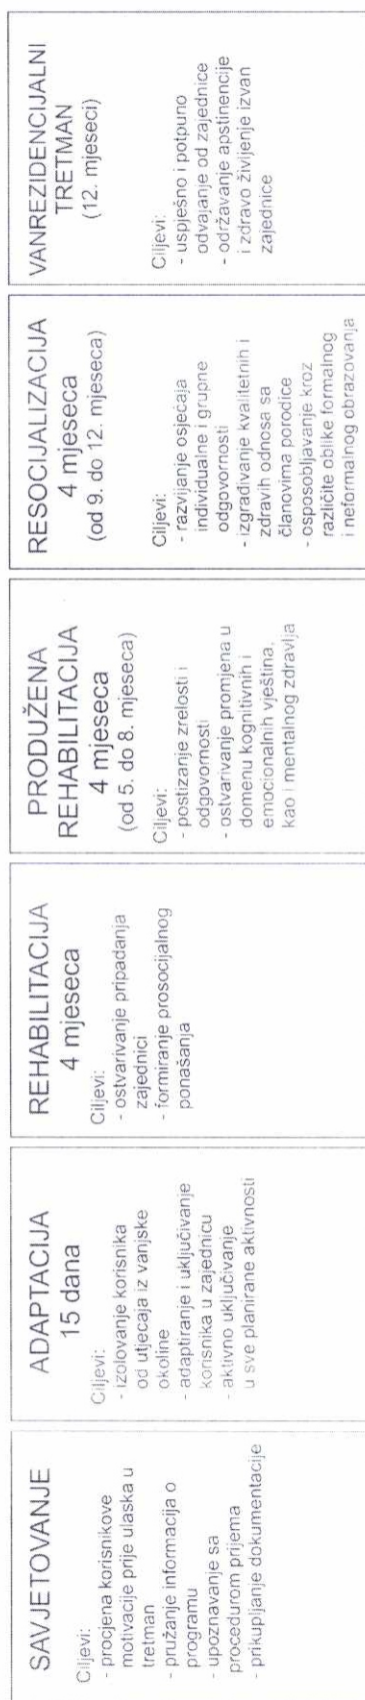 SAVJETOVANJE
Ciljevi:
- procjena korisnikove
motivacije prije ulaska u
tretman
- pružanje informacija o
programu
- upoznavanje sa
procedurom prijema
- prikupljanje dokumentacije
ADAPTACIJA
15 dana
Ciljevi:
- izolovanje korisnika
od utjecaja iz vanjske
okoline
- adaptiranje i uključivanje
korisnika u zajednicu
- aktivno uključivanje
u sve planirane aktivnosti
REHABILITACIJA
4 mjeseca
Ciljevi:
- ostvarivanje pripadanja
zajednici
- formiranje prosocijalnog
ponašanja
PRODUŽENA
REHABILITACIJA
4 mjeseca
(od 5. do 8. mjeseca)
Ciljevi:
- postizanje zrelosti i
odgovornosti
- ostvarivanje promjena u
domenu kognitivnih i
emocionalnih vještina,
kao i mentalnog zdravlja
RESOCIJALIZACIJA
4 mjeseca
(od 9. do 12. mjeseca)
Ciljevi:
- razvijanje osjećaja
individualne i grupne
odgovornosti
- izgrađivanje kvalitetnih i
zdravih odnosa sa
članovima porodice
- osposobljavanje kroz
različite oblike formalnog
i neformalnog obrazovanja
VANREZIDENCIJALNI
TRETMAN
(12. mjeseci)
Ciljevi:
- uspješno i potpuno
odvajanje od zajednice
- održavanje apstinencije
i zdravo življenje izvan
zajednice